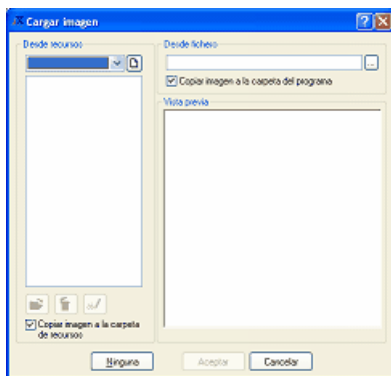 Cargar imagen
Desde recursos
Desde fichero
...
Copiar imagen a la carpeta del programa
Vista previa
Copiar imagen a la carpeta
de recursos
Ninguna
Aceptar
Cancelar